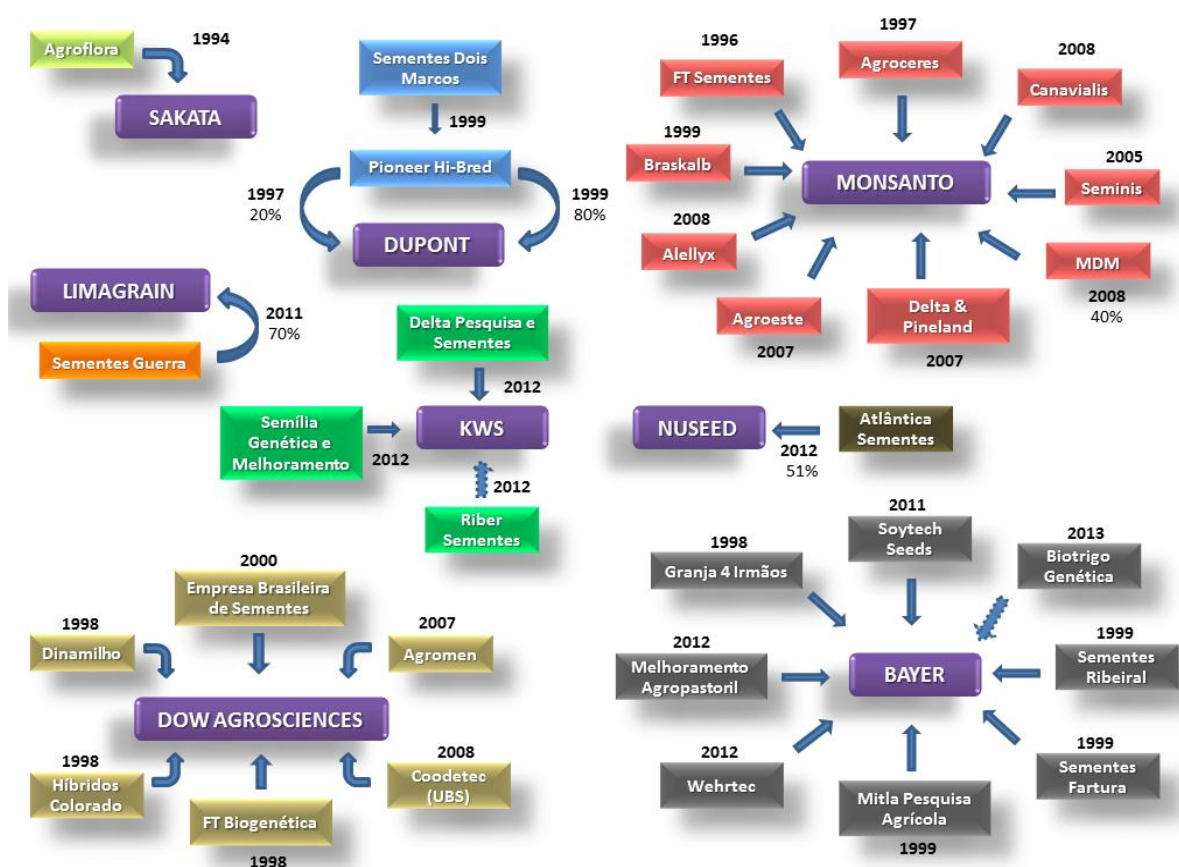 Agroflora
1994
SAKATA
Sementes Dois
Marcos
1999
Pioneer Hi-Bred
1997
20%
1999
80%
DUPONT
LIMAGRAIN
2011
70%
Sementes Guerra
1996
FT Sementes
1997
Agroceres
2008
Canavialis
1999
Braskalb
MONSANTO
2005
Seminis
2008
Alellyx
MDM
2008
40%
Agroeste
2007
Delta &
Pineland
2007
Delta Pesquisa e
Sementes
2012
Semília
Genética e
Melhoramento
2012
KWS
2012
Riber
Sementes
NUSEED
2012
51%
Atlântica
Sementes
2000
Empresa Brasileira
de Sementes
1998
Dinamilho
2007
Agromen
DOW AGROSCIENCES
1998
Híbridos
Colorado
FT Biogenética
1998
2008
Coodetec
(UBS)
2011
Soytech
Seeds
1998
Granja 4 Irmãos
2013
Biotrigo
Genética
2012
Melhoramento
Agropastoril
BAYER
1999
Sementes
Ribeiral
2012
Wehrtec
Mitla Pesquisa
Agrícola
1999
1999
Sementes
Fartura